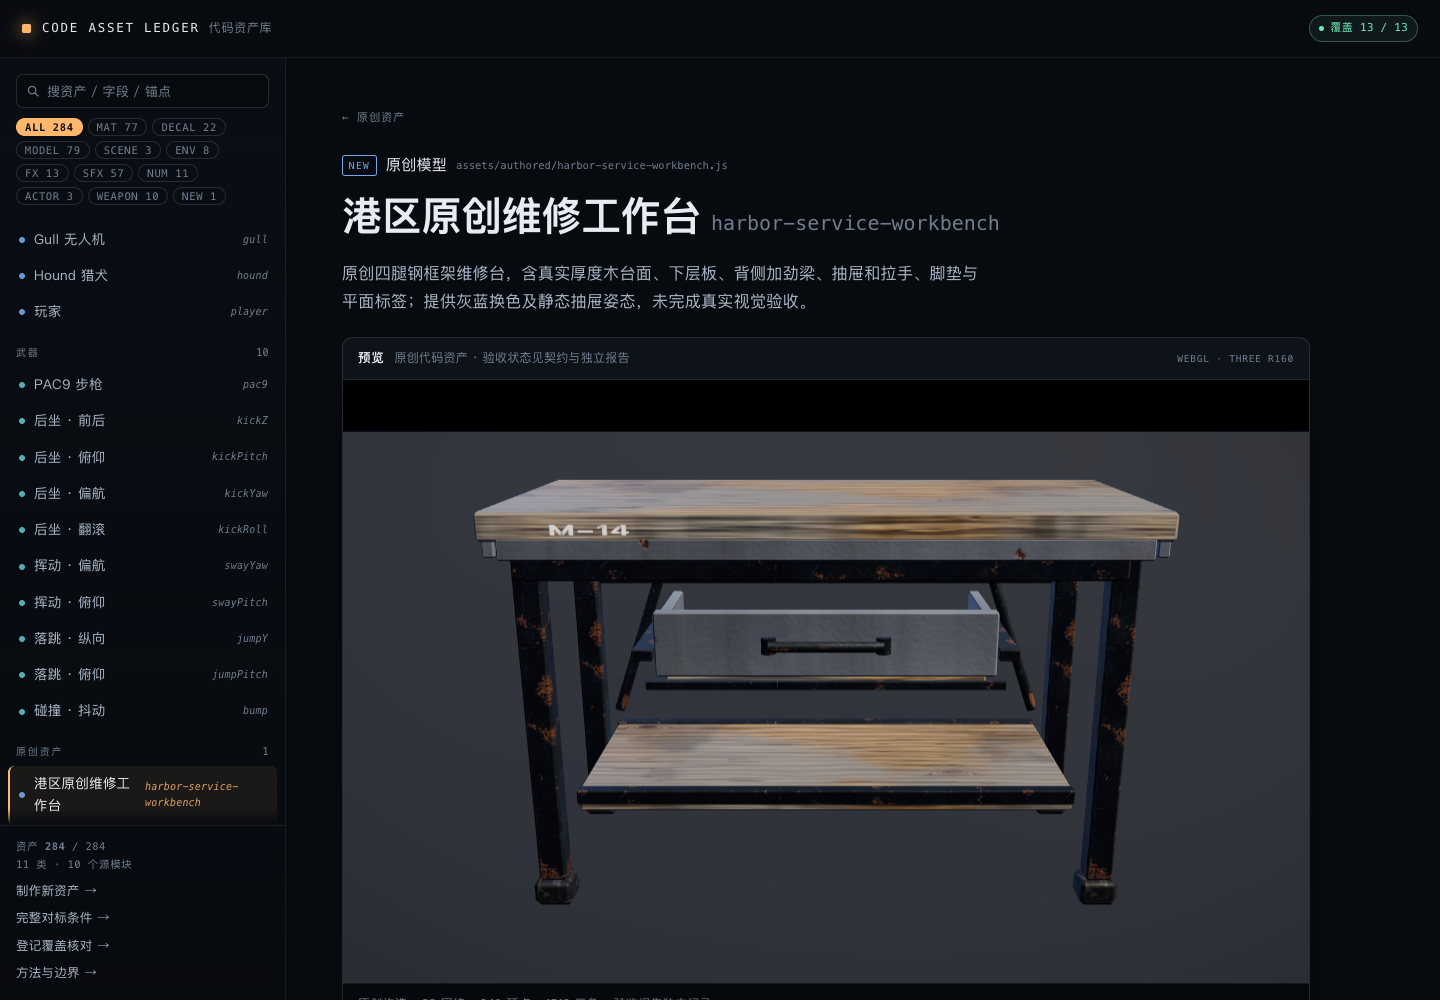 CODE ASSET LEDGER 代码资产库
覆盖 13 / 13
搜资产 / 字段 / 锚点
ALL 284
MAT 77
DECAL 22
MODEL 79
SCENE 3
ENV 8
FX 13
SFX 57
NUM 11
ACTOR 3
WEAPON 10
NEW 1
Gull 无人机 gull
Hound 猎犬 hound
玩家 player
武器 10
PAC9 步枪 pac9
后坐 · 前后 kickZ
后坐 · 俯仰 kickPitch
后坐 · 偏航 kickYaw
后坐 · 翻滚 kickRoll
挥动 · 偏航 swayYaw
挥动 · 俯仰 swayPitch
落跳 · 纵向 jumpY
落跳 · 俯仰 jumpPitch
碰撞 · 抖动 bump
原创资产 1
港区原创维修工
作台
harbor-service-
workbench
资产 284 / 284
11 类 · 10 个源模块
制作新资产 →
完整对标条件 →
登记覆盖核对 →
方法与边界 →
← 原创资产
NEW 原创模型 assets/authored/harbor-service-workbench.js
港区原创维修工作台 harbor-service-workbench
原创四腿钢框架维修台，含真实厚度木台面、下层板、背侧加劲梁、抽屉和拉手、脚垫与
平面标签；提供灰蓝换色及静态抽屉姿态，未完成真实视觉验收。
预览 原创代码资产 · 验收状态见契约与独立报告
WEBGL · THREE R160
M-14